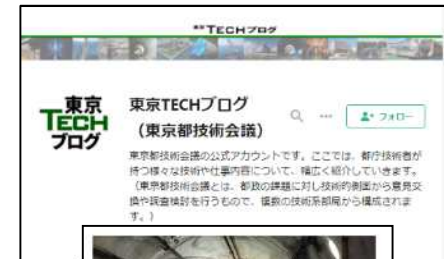 東京TECHブログ
東京
TECH
ブログ
東京TECHブログ
（東京都技術会議）
フォロー
東京都技術会議の公式アカウントです。ここでは、都庁技術者が
持つ様々な技術や仕事内容について、幅広く紹介していきます。
（東京都技術会議とは、都政の課題に対し技術的側面から意見交
換や調査検討を行うもので、複数の技術系部局から構成されま
す。）